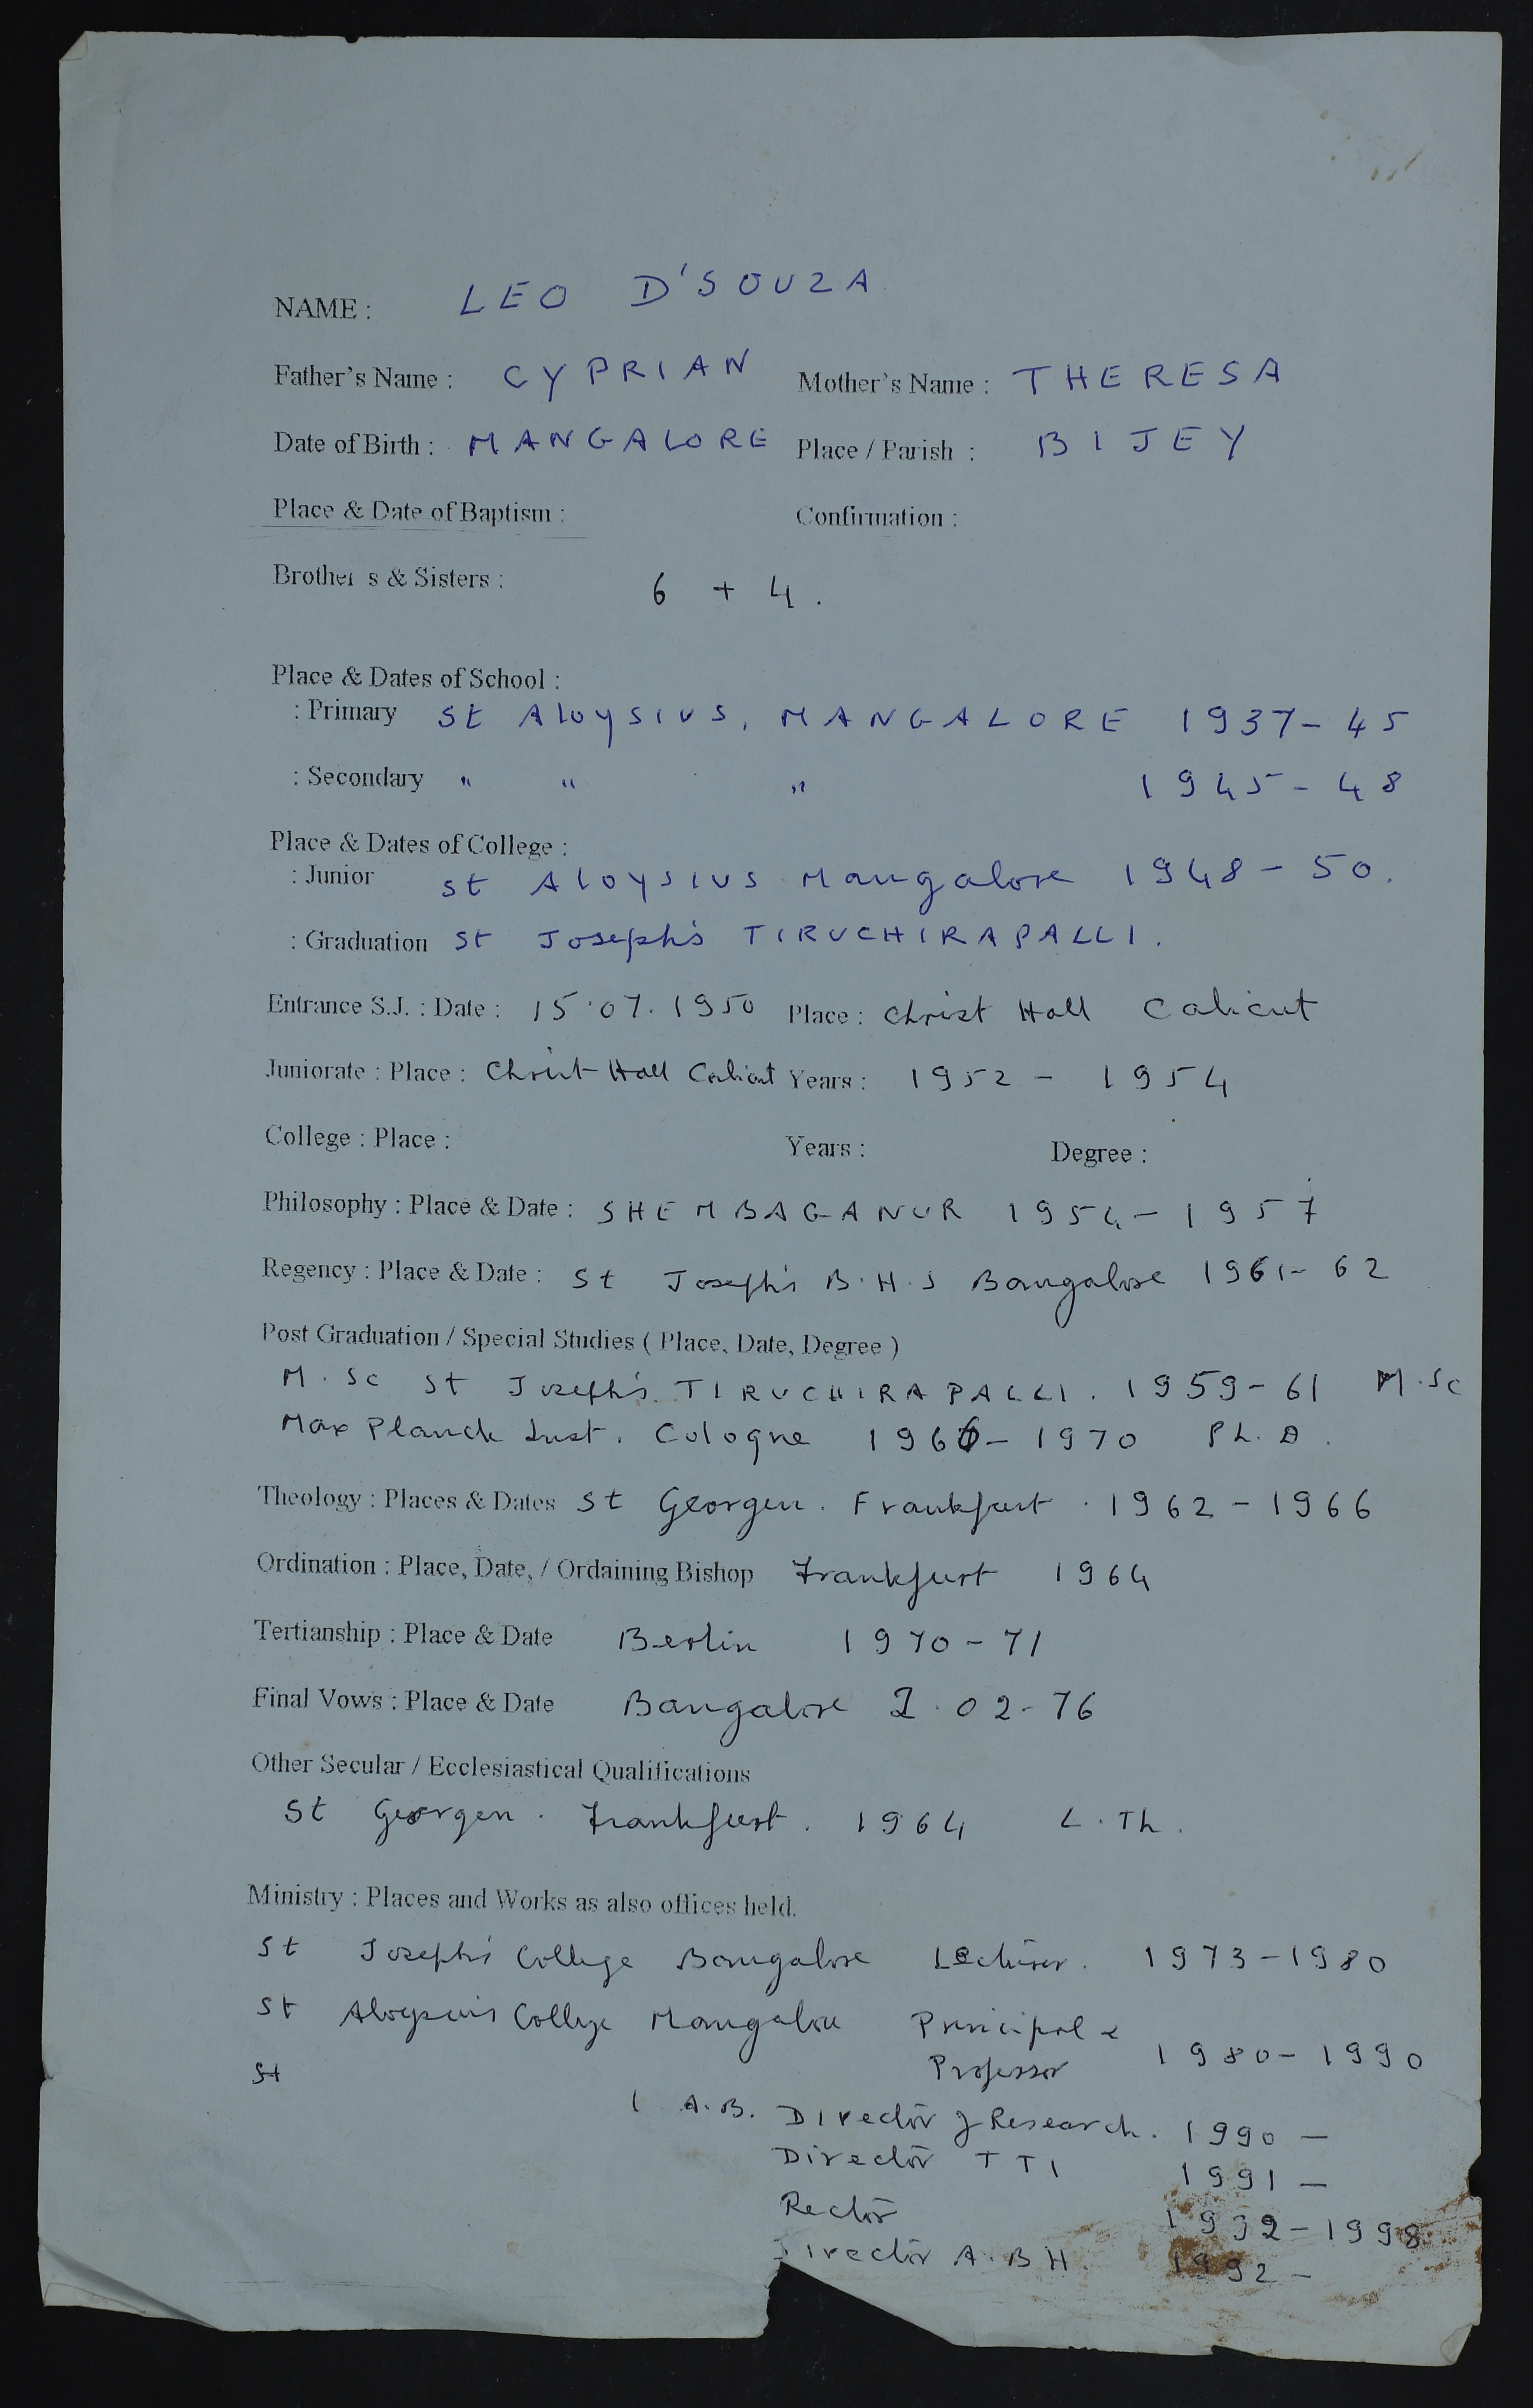 NAME : LEO D'SOUZA
Father's Name : CYPRIAN Mother's Name : THERESA
Date of Birth : MANGALORE Place / Parish : BIJEY
Place & Date of Baptism : Confirmation :
Brother s & Sisters : 6 + 4.
Place & Dates of School :
: Primary St Aloysius, MANGALORE 1937-45
: Secondary " " " 1945-48
Place & Dates of College :
: Junior St Aloysius Mangalore 1948-50.
: Graduation St Joseph's TIRUCHIRAPALLI.
Entrance S.J. : Date : 15.07.1950 Place : Christ Hall Calicut
Juniorate : Place : Christ Hall Calicut Years : 1952 - 1954
College : Place : Years : Degree :
Philosophy : Place & Date : SHEMBAGANUR 1954-1957
Regency : Place & Date : St Joseph's B.H.S Bangalore 1961-62
Post Graduation / Special Studies ( Place, Date, Degree )
M.Sc St Joseph's TIRUCHIRAPALLI. 1959-61 M.Sc
Max Planck Inst. Cologne 1966-1970 Ph.D.
Theology : Places & Dates St Georgen. Frankfurt. 1962-1966
Ordination : Place, Date, / Ordaining Bishop Frankfurt 1964
Tertianship : Place & Date Berlin 1970-71
Final Vows : Place & Date Bangalore 2.02-76
Other Secular / Ecclesiastical Qualifications
St Georgen. Frankfurt. 1964 L.Th.
Ministry : Places and Works as also offices held.
St Joseph's College Bangalore Lecturer. 1973-1980
St Aloysius College Mangalore Principal &
Professor 1980-1990
St
A.B. Director of Research. 1990 -
Director TTI 1991 -
Rector 1992-1998
Director A.B H. 1992 -